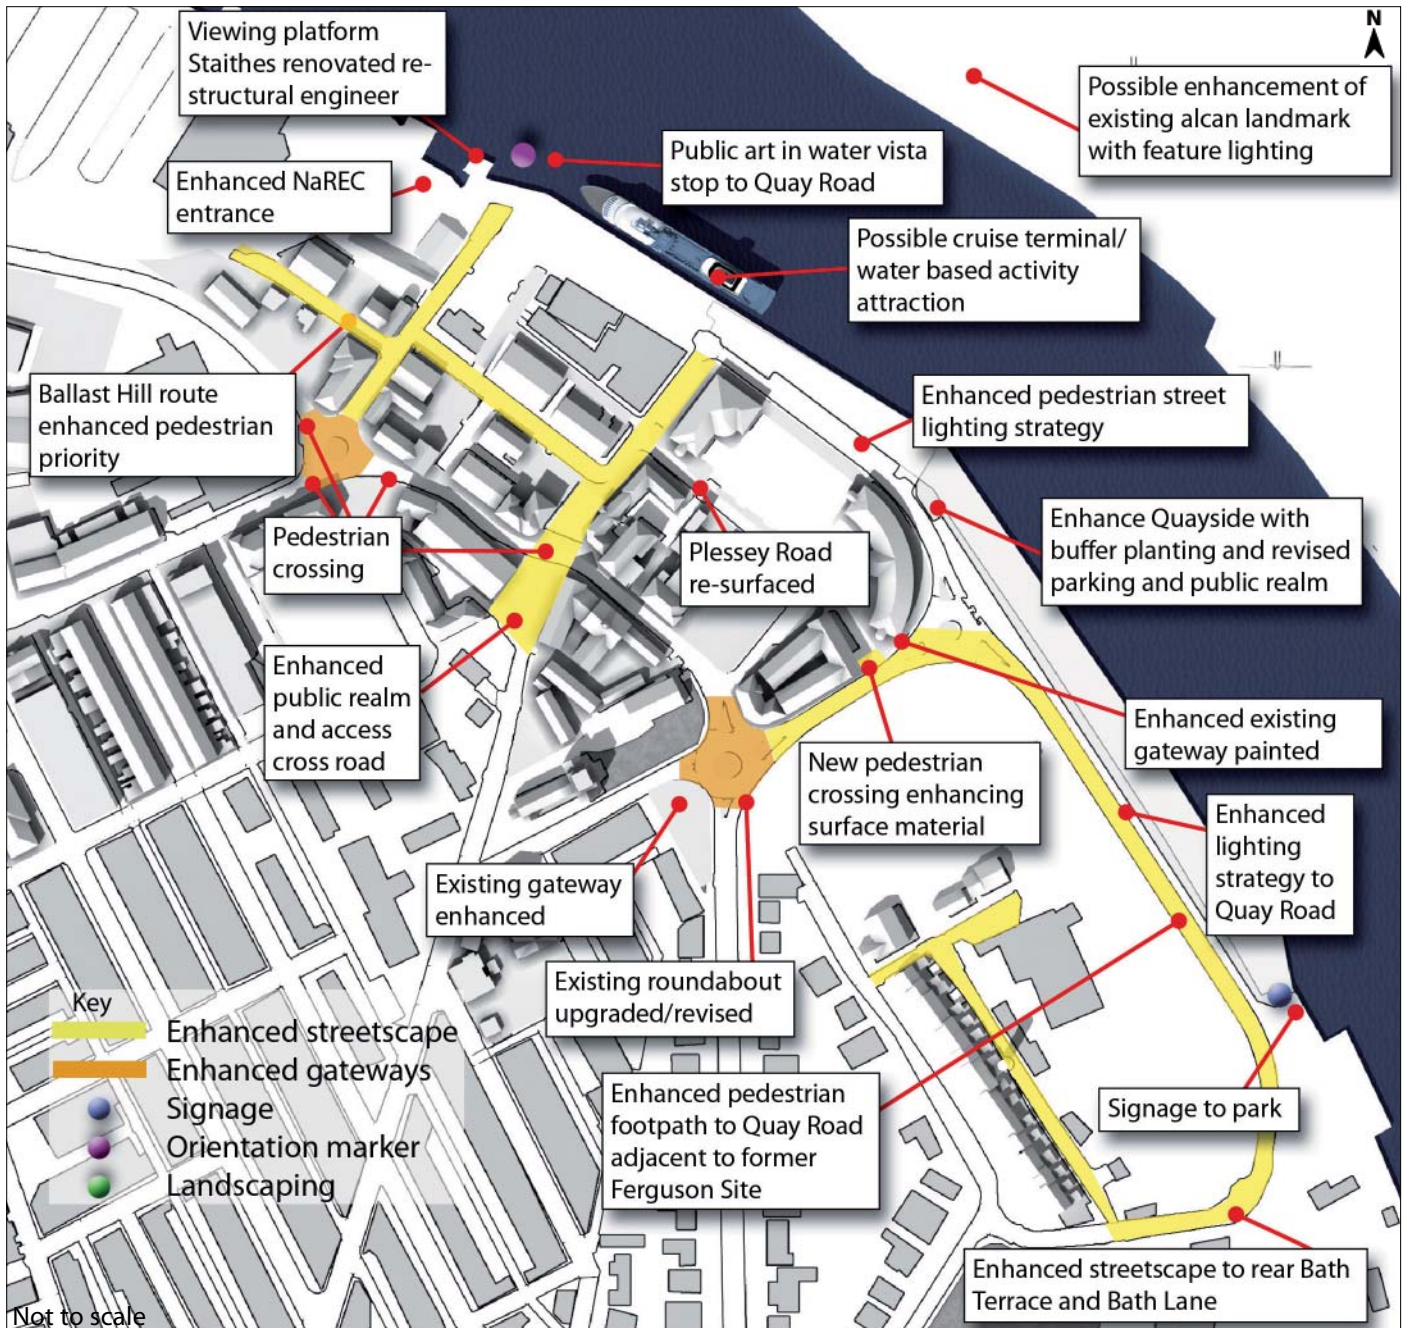 N
Viewing platform
Staithes renovated re-
structural engineer
Possible enhancement of
existing alcan landmark
with feature lighting
Public art in water vista
stop to Quay Road
Enhanced NaREC
entrance
Possible cruise terminal/
water based activity
attraction
Ballast Hill route
enhanced pedestrian
priority
Enhanced pedestrian street
lighting strategy
Pedestrian
crossing
Plessey Road
re-surfaced
Enhance Quayside with
buffer planting and revised
parking and public realm
Enhanced
public realm
and access
cross road
Enhanced existing
gateway painted
New pedestrian
crossing enhancing
surface material
Enhanced
lighting
strategy to
Quay Road
Existing gateway
enhanced
Existing roundabout
upgraded/revised
Key
Enhanced streetscape
Enhanced gateways
Signage
Orientation marker
Landscaping
Enhanced pedestrian
footpath to Quay Road
adjacent to former
Ferguson Site
Signage to park
Enhanced streetscape to rear Bath
Terrace and Bath Lane
Not to scale